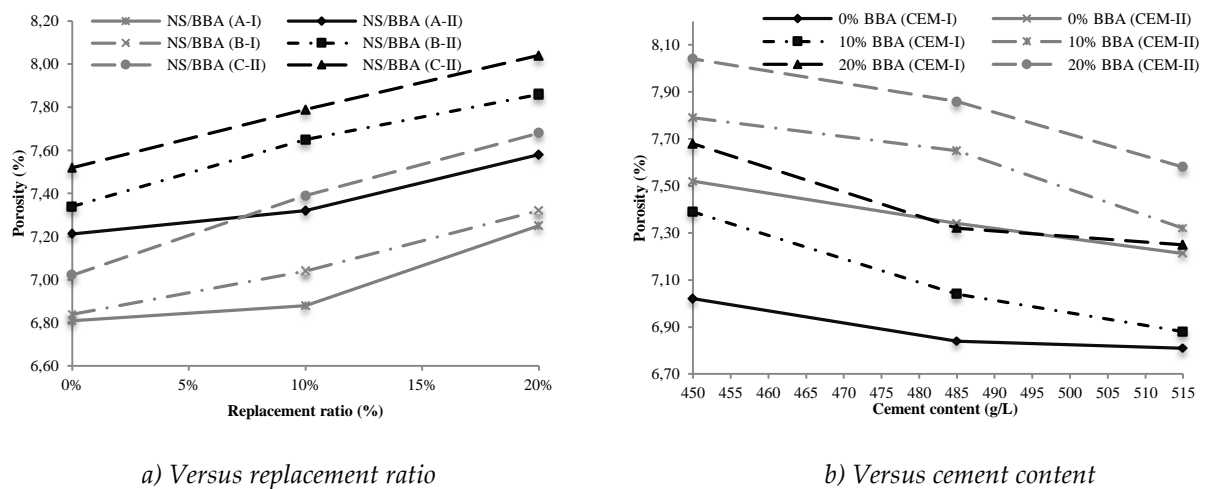 8,20
8,00
7,80
7,60
7,40
7,20
7,00
6,80
6,60
Porosity (%)
NS/BBA (A-I)
NS/BBA (A-II)
NS/BBA (B-I)
NS/BBA (B-II)
NS/BBA (C-II)
NS/BBA (C-II)
0%
5%
10%
15%
20%
Replacement ratio (%)
a) Versus replacement ratio
8,10
7,90
7,70
7,50
7,30
7,10
6,90
6,70
Porosity (%)
0% BBA (CEM-I)
0% BBA (CEM-II)
10% BBA (CEM-I)
10% BBA (CEM-II)
20% BBA (CEM-I)
20% BBA (CEM-II)
450 455 460 465 470 475 480 485 490 495 500 505 510 515
Cement content (g/L)
b) Versus cement content